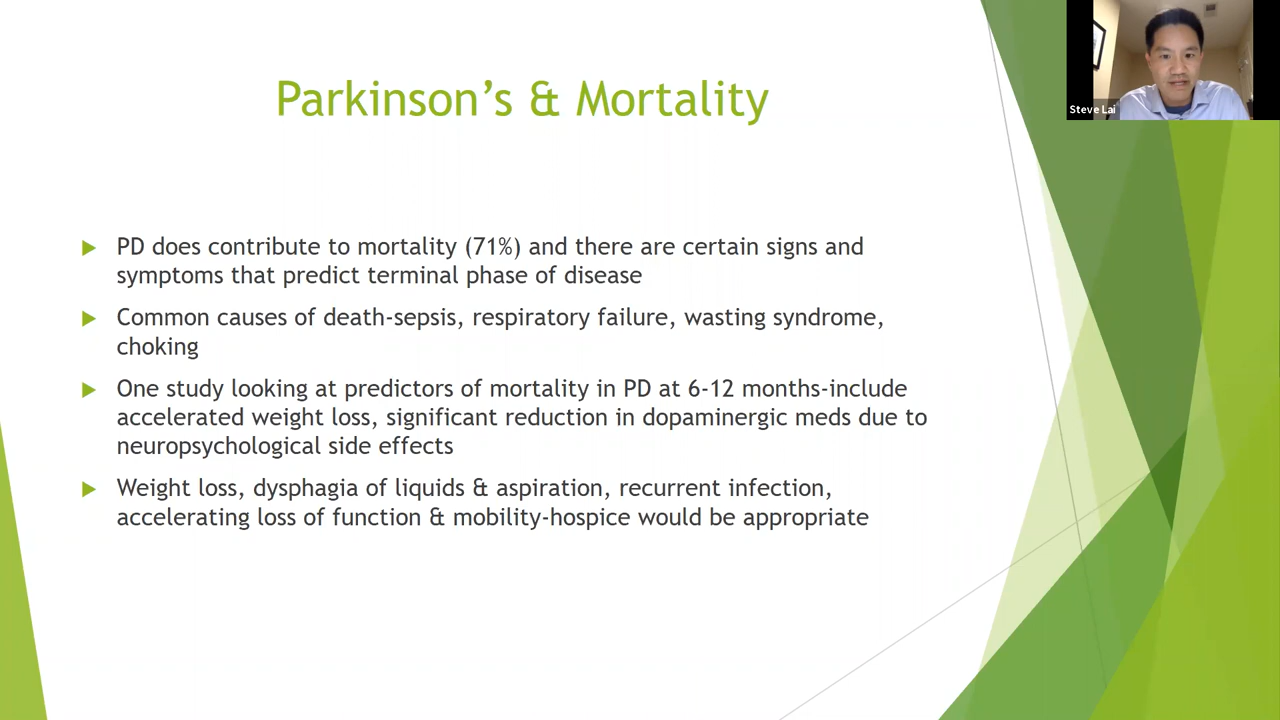 Parkinson’s & Mortality
Steve Lai
PD does contribute to mortality (71%) and there are certain signs and
symptoms that predict terminal phase of disease
Common causes of death-sepsis, respiratory failure, wasting syndrome,
choking
One study looking at predictors of mortality in PD at 6-12 months-include
accelerated weight loss, significant reduction in dopaminergic meds due to
neuropsychological side effects
Weight loss, dysphagia of liquids & aspiration, recurrent infection,
accelerating loss of function & mobility-hospice would be appropriate